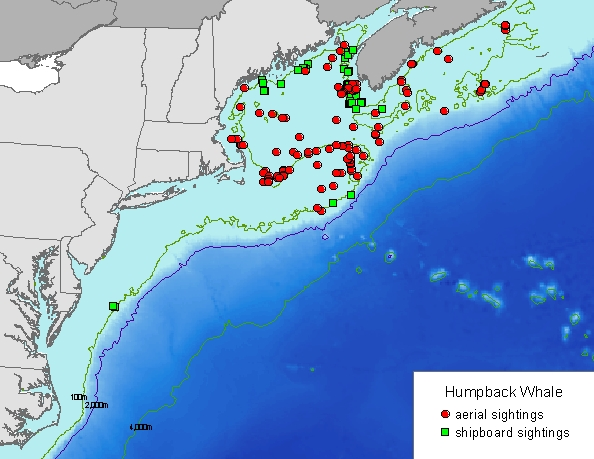 100m
2,000m
4,000m
Humpback Whale
aerial sightings
shipboard sightings